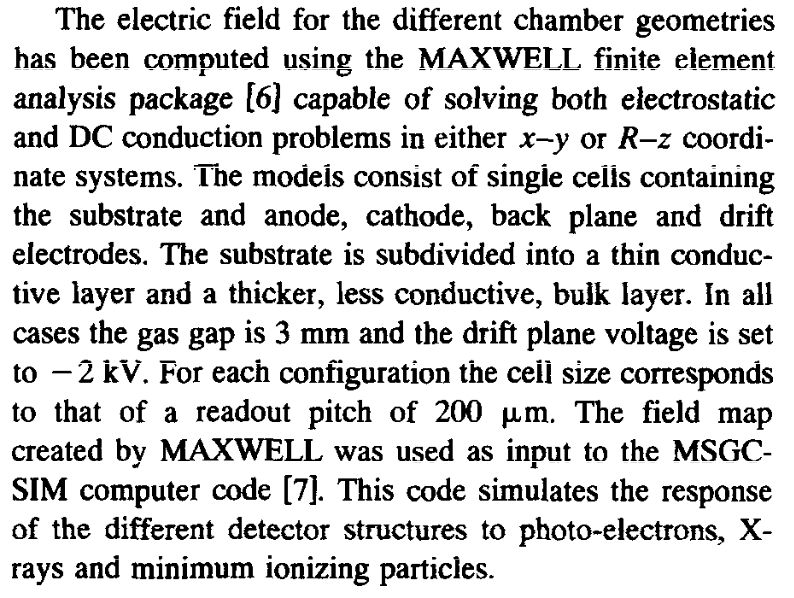 The electric field for the different chamber geometries
has been computed using the MAXWELL finite element
analysis package [6] capable of solving both electrostatic
and DC conduction problems in either x–y or R–z coordi-
nate systems. The models consist of single cells containing
the substrate and anode, cathode, back plane and drift
electrodes. The substrate is subdivided into a thin conduc-
tive layer and a thicker, less conductive, bulk layer. In all
cases the gas gap is 3 mm and the drift plane voltage is set
to −2 kV. For each configuration the cell size corresponds
to that of a readout pitch of 200 μm. The field map
created by MAXWELL was used as input to the MSGC-
SIM computer code [7]. This code simulates the response
of the different detector structures to photo-electrons, X-
rays and minimum ionizing particles.